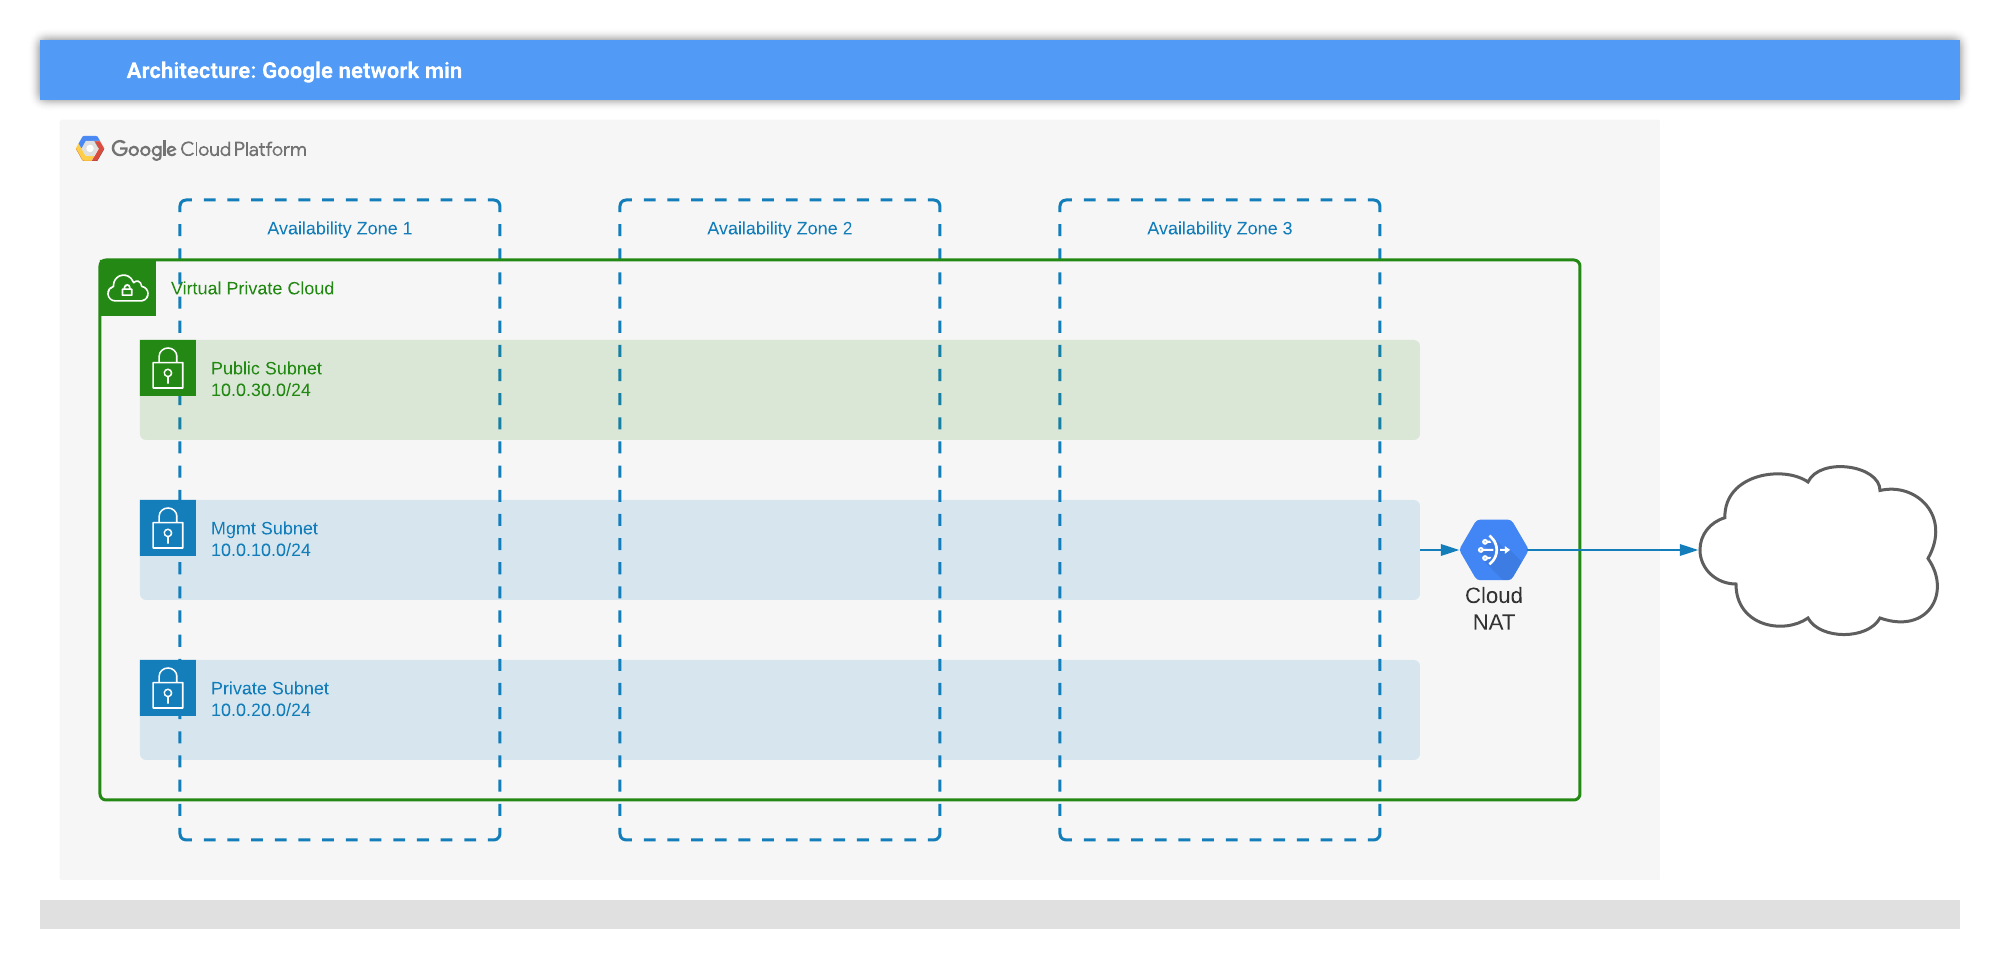 Architecture: Google network min
Google Cloud Platform
Availability Zone 1
Availability Zone 2
Availability Zone 3
Virtual Private Cloud
Public Subnet
10.0.30.0/24
Mgmt Subnet
10.0.10.0/24
Cloud
NAT
Private Subnet
10.0.20.0/24